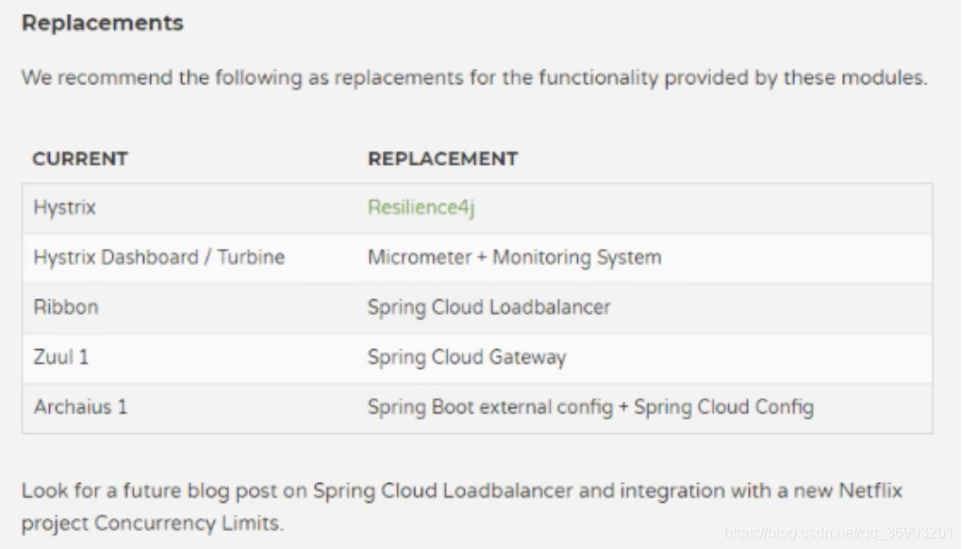 Replacements
We recommend the following as replacements for the functionality provided by these modules.
CURRENT REPLACEMENT
Hystrix Resilience4j
Hystrix Dashboard / Turbine Micrometer + Monitoring System
Ribbon Spring Cloud Loadbalancer
Zuul 1 Spring Cloud Gateway
Archaius 1 Spring Boot external config + Spring Cloud Config
Look for a future blog post on Spring Cloud Loadbalancer and integration with a new Netflix
project Concurrency Limits.
https://blog.csdn.net/qq_36903261